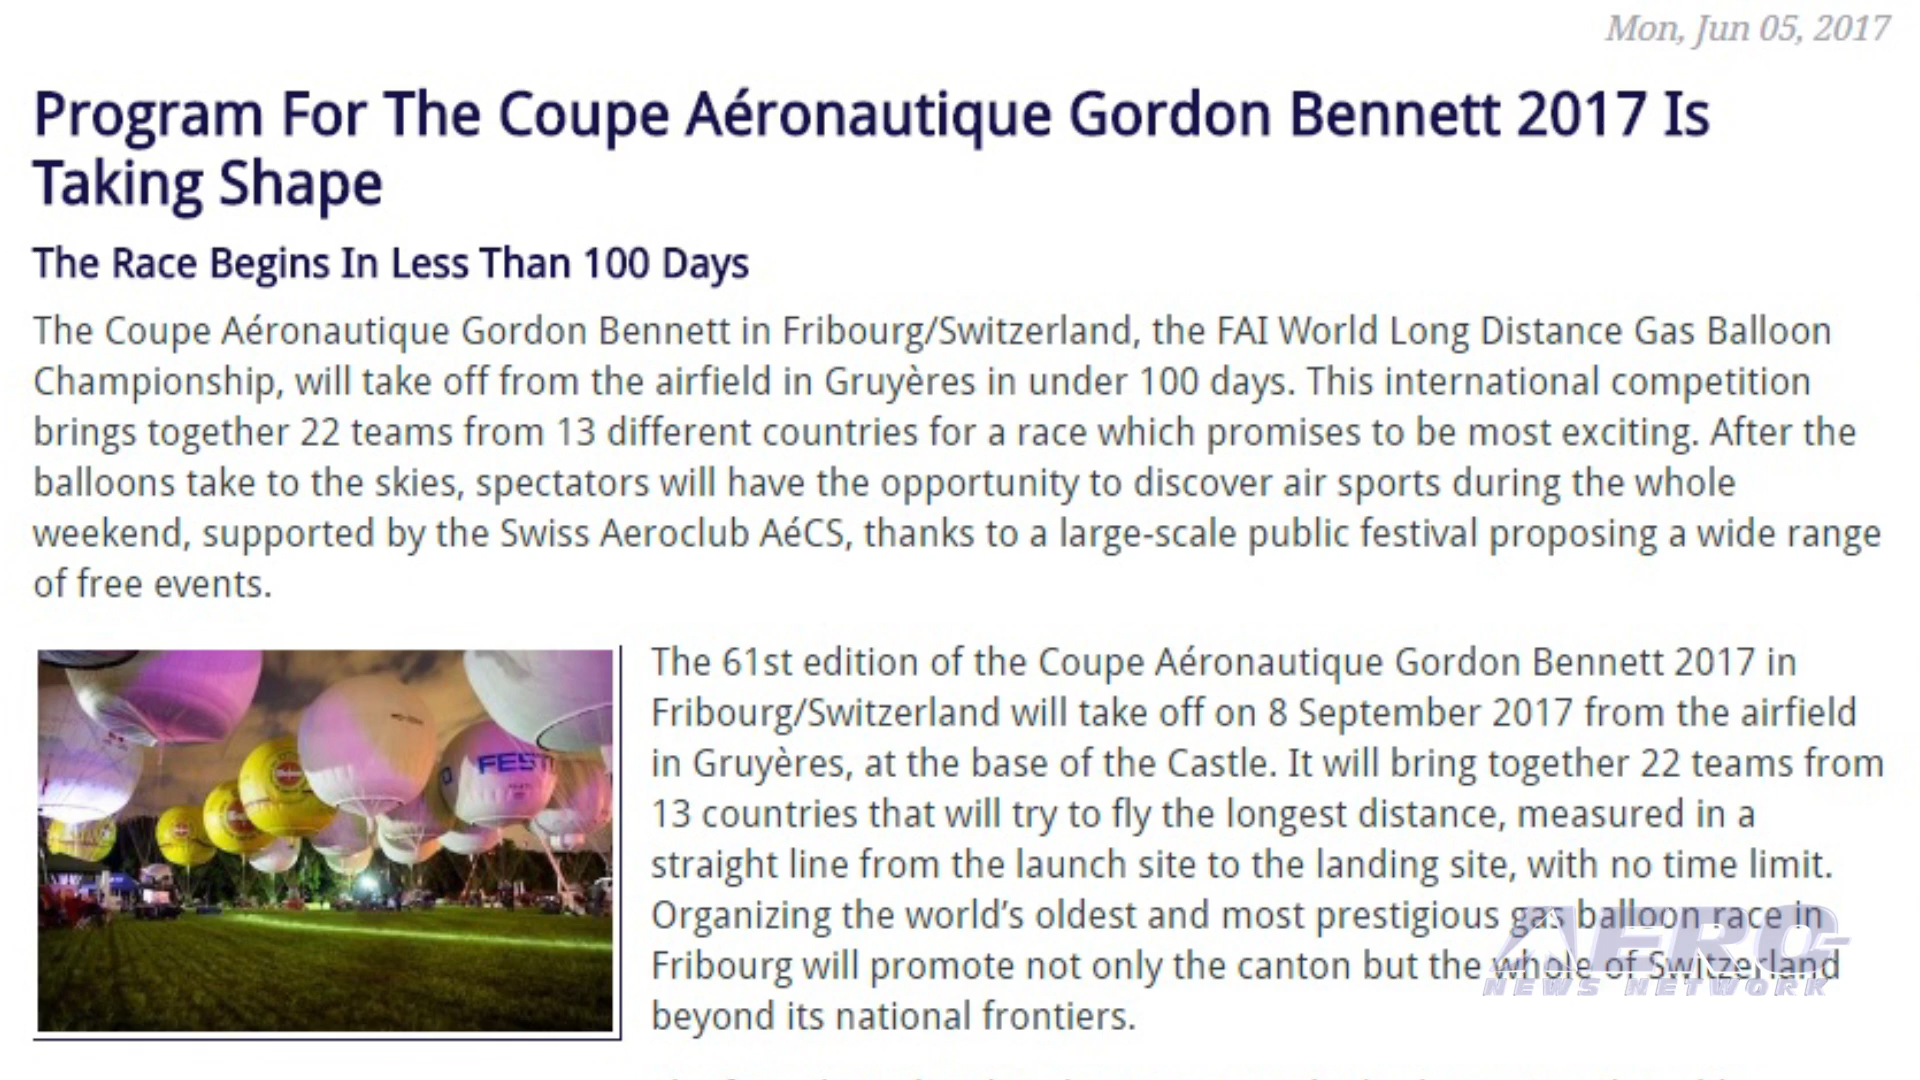 Mon, Jun 05, 2017
Program For The Coupe Aéronautique Gordon Bennett 2017 Is
Taking Shape
The Race Begins In Less Than 100 Days
The Coupe Aéronautique Gordon Bennett in Fribourg/Switzerland, the FAI World Long Distance Gas Balloon
Championship, will take off from the airfield in Gruyères in under 100 days. This international competition
brings together 22 teams from 13 different countries for a race which promises to be most exciting. After the
balloons take to the skies, spectators will have the opportunity to discover air sports during the whole
weekend, supported by the Swiss Aeroclub AéCS, thanks to a large-scale public festival proposing a wide range
of free events.
FEST
The 61st edition of the Coupe Aéronautique Gordon Bennett 2017 in
Fribourg/Switzerland will take off on 8 September 2017 from the airfield
in Gruyères, at the base of the Castle. It will bring together 22 teams from
13 countries that will try to fly the longest distance, measured in a
straight line from the launch site to the landing site, with no time limit.
Organizing the world’s oldest and most prestigious gas balloon race in
Fribourg will promote not only the canton but the whole of Switzerland
beyond its national frontiers.
AERO
NEWS NETWORK